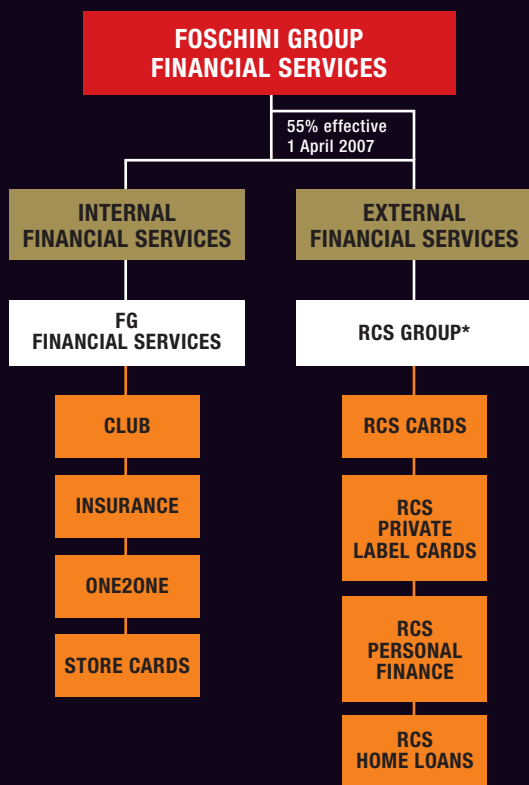 FOSCHINI GROUP
FINANCIAL SERVICES
55% effective
1 April 2007
INTERNAL
FINANCIAL SERVICES
EXTERNAL
FINANCIAL SERVICES
FG
FINANCIAL SERVICES
RCS GROUP*
CLUB
INSURANCE
ONE2ONE
STORE CARDS
RCS CARDS
RCS
PRIVATE
LABEL CARDS
RCS
PERSONAL
FINANCE
RCS
HOME LOANS